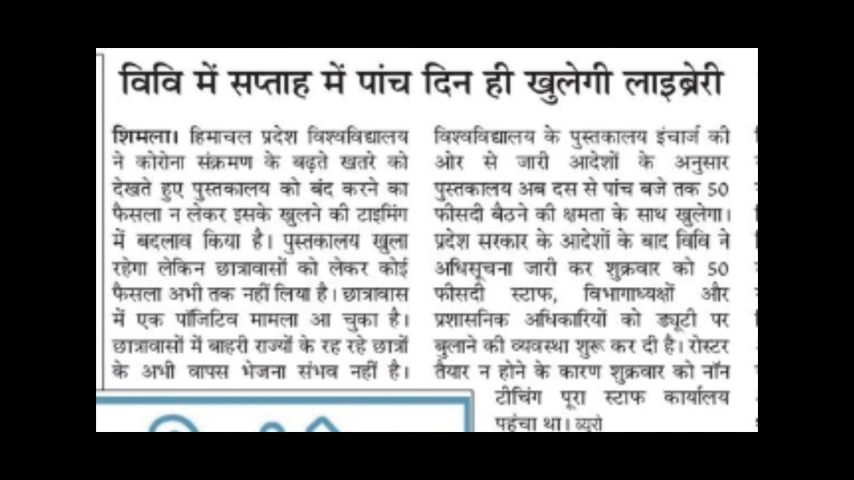 विवि में सप्ताह में पांच दिन ही खुलेगी लाइब्रेरी
शिमला। हिमाचल प्रदेश विश्वविद्यालय
ने कोरोना संक्रमण के बढ़ते खतरे को
देखते हुए पुस्तकालय को बंद करने का
फैसला न लेकर इसके खुलने की टाइमिंग
में बदलाव किया है। पुस्तकालय खुला
रहेगा लेकिन छात्रावासों को लेकर कोई
फैसला अभी तक नहीं लिया है। छात्रावास
में एक पॉजिटिव मामला आ चुका है।
छात्रावासों में बाहरी राज्यों के रह रहे छात्रों
के अभी वापस भेजना संभव नहीं है।
विश्वविद्यालय के पुस्तकालय इंचार्ज की
ओर से जारी आदेशों के अनुसार
पुस्तकालय अब दस से पांच बजे तक 50
फीसदी बैठने की क्षमता के साथ खुलेगा।
प्रदेश सरकार के आदेशों के बाद विवि ने
अधिसूचना जारी कर शुक्रवार को 50
फीसदी स्टाफ, विभागाध्यक्षों और
प्रशासनिक अधिकारियों को ड्यूटी पर
बुलाने की व्यवस्था शुरू कर दी है। रोस्टर
तैयार न होने के कारण शुक्रवार को नॉन
टीचिंग पूरा स्टाफ कार्यालय
पहुंचा था। ब्यूरो